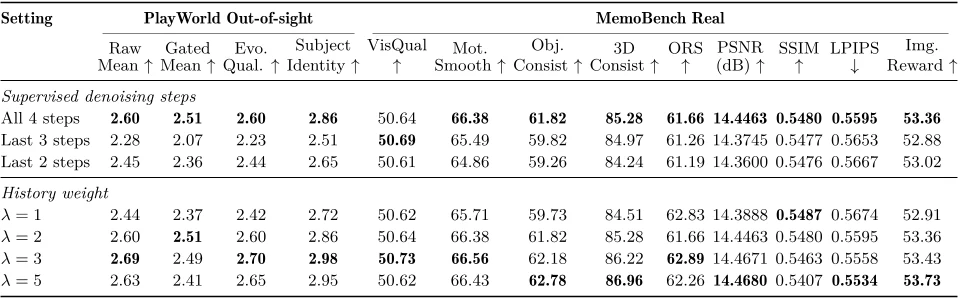 Setting PlayWorld Out-of-sight MemoBench Real
Raw Mean ↑ Gated Mean ↑ Evo. Qual. ↑ Subject Identity ↑ VisQual ↑ Mot. Smooth ↑ Obj. Consist ↑ 3D Consist ↑ ORS ↑ PSNR (dB) ↑ SSIM ↑ LPIPS ↓ Img. Reward ↑
Supervised denoising steps
All 4 steps 2.60 2.51 2.60 2.86 50.64 66.38 61.82 85.28 61.66 14.4463 0.5480 0.5595 53.36
Last 3 steps 2.28 2.07 2.23 2.51 50.69 65.49 59.82 84.97 61.26 14.3745 0.5477 0.5653 52.88
Last 2 steps 2.45 2.36 2.44 2.65 50.61 64.86 59.26 84.24 61.19 14.3600 0.5476 0.5667 53.02
History weight
λ = 1 2.44 2.37 2.42 2.72 50.62 65.71 59.73 84.51 62.83 14.3888 0.5487 0.5674 52.91
λ = 2 2.60 2.51 2.60 2.86 50.64 66.38 61.82 85.28 61.66 14.4463 0.5480 0.5595 53.36
λ = 3 2.69 2.49 2.70 2.98 50.73 66.56 62.18 86.22 62.89 14.4671 0.5463 0.5558 53.43
λ = 5 2.63 2.41 2.65 2.95 50.62 66.43 62.78 86.96 62.26 14.4680 0.5407 0.5534 53.73